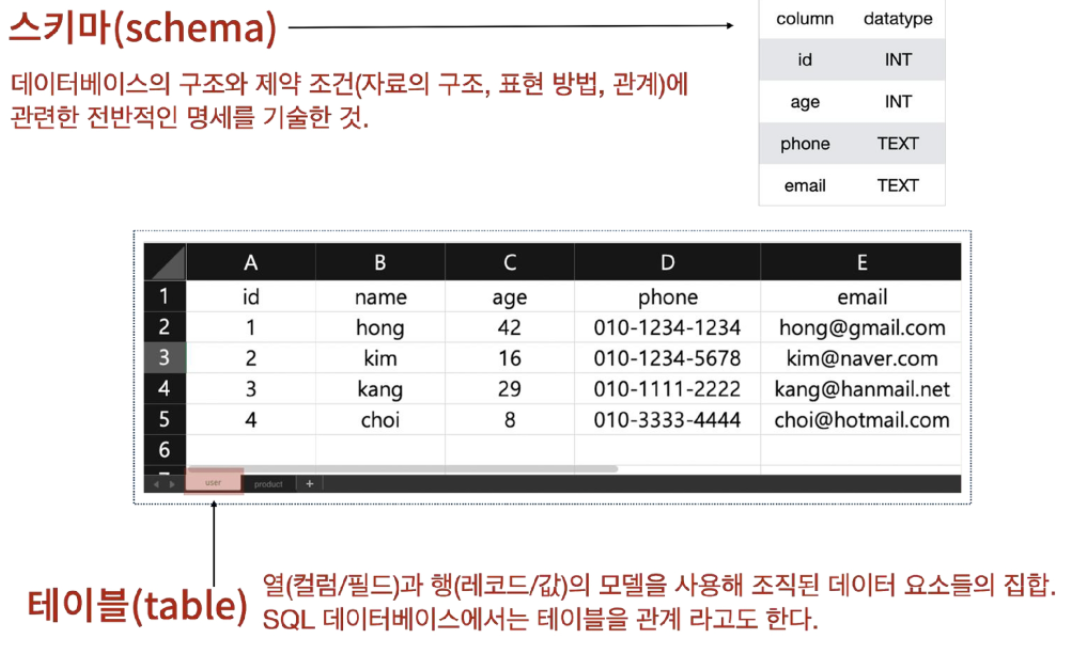 스키마(schema)
column datatype
id INT
age INT
phone TEXT
email TEXT
데이터베이스의 구조와 제약 조건(자료의 구조, 표현 방법, 관계)에
관련한 전반적인 명세를 기술한 것.
A B C D E
1 id name age phone email
2 1 hong 42 010-1234-1234 hong@gmail.com
3 2 kim 16 010-1234-5678 kim@naver.com
4 3 kang 29 010-1111-2222 kang@hanmail.net
5 4 choi 8 010-3333-4444 choi@hotmail.com
6
user product +
테이블(table)
열(컬럼/필드)과 행(레코드/값)의 모델을 사용해 조직된 데이터 요소들의 집합.
SQL 데이터베이스에서는 테이블을 관계 라고도 한다.